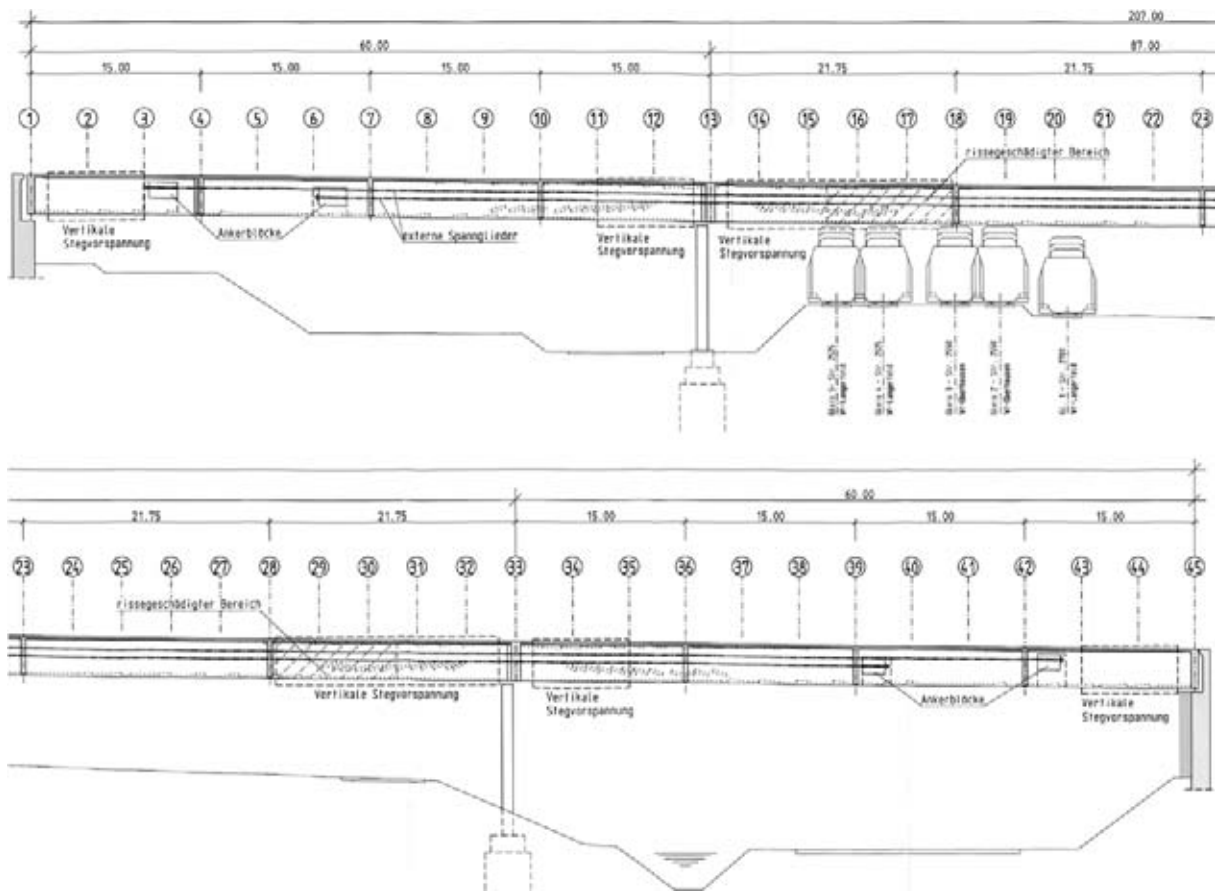 207.00
60.00 87.00
15.00 15.00 15.00 15.00 21.75 21.75
1 2 3 4 5 6 7 8 9 10 11 12 13 14 15 16 17 18 19 20 21 22 23
rissegeschädigter Bereich
Vertikale
Stegvorspannung
Ankerblöcke
externe Spannglieder
Vertikale
Stegvorspannung
Vertikale
Stegvorspannung
60.00
21.75 21.75 15.00 15.00 15.00 15.00
23 24 25 26 27 28 29 30 31 32 33 34 35 36 37 38 39 40 41 42 43 44 45
rissegeschädigter Bereich
Vertikale Stegvorspannung
Vertikale
Stegvorspannung
Ankerblöcke
Vertikale
Stegvorspannung